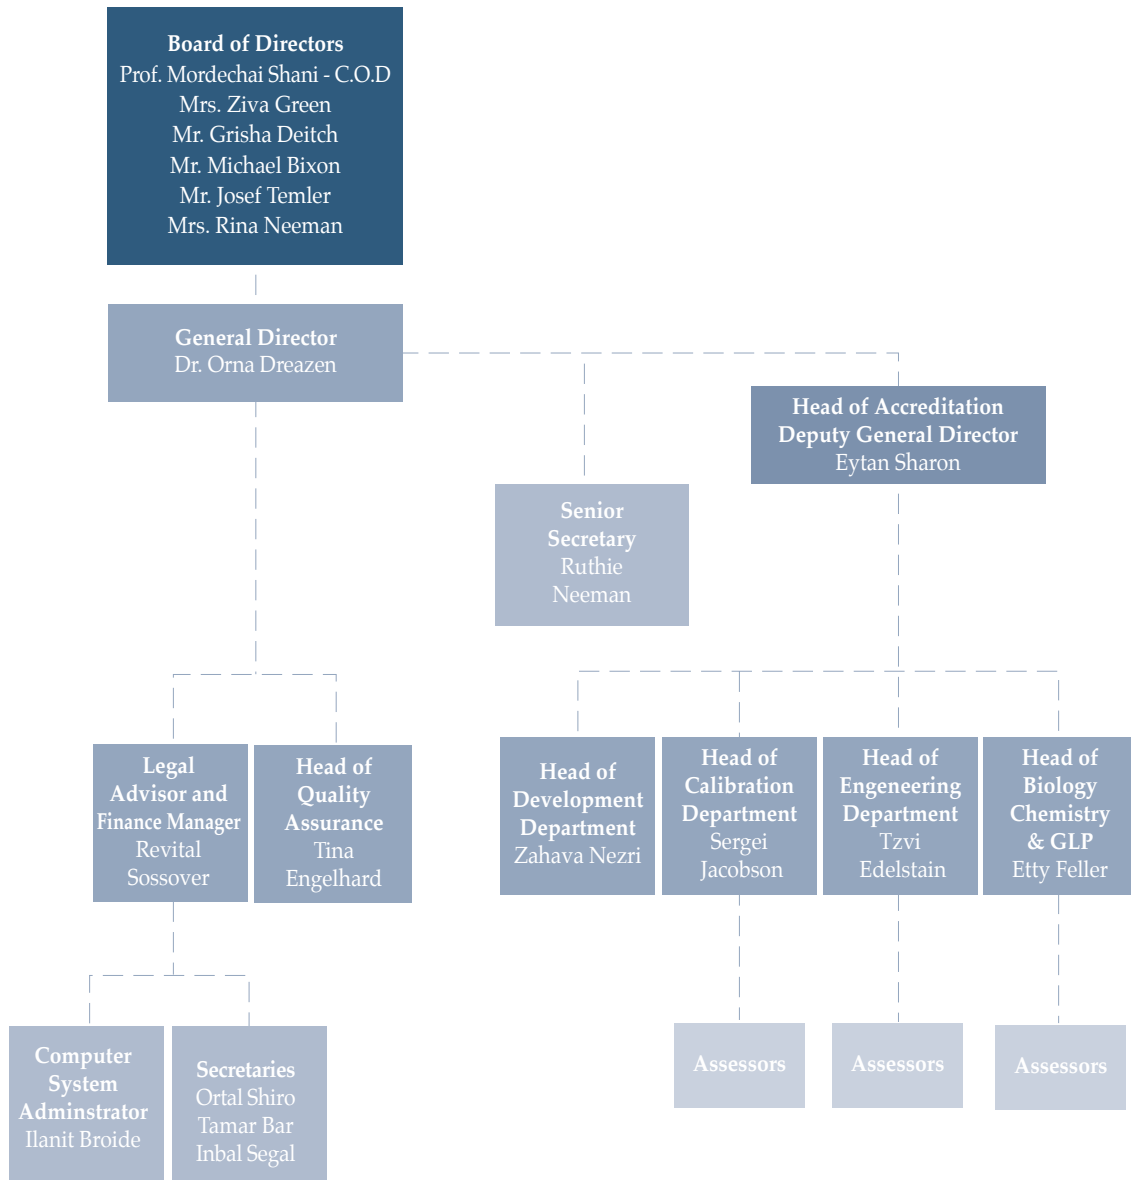 Board of Directors
Prof. Mordechai Shani - C.O.D
Mrs. Ziva Green
Mr. Grisha Deitch
Mr. Michael Bixon
Mr. Josef Temler
Mrs. Rina Neeman
General Director
Dr. Orna Dreazen
Head of Accreditation
Deputy General Director
Eytan Sharon
Senior
Secretary
Ruthie
Neeman
Legal
Advisor and
Finance Manager
Revital
Sossover
Head of
Quality
Assurance
Tina
Engelhard
Head of
Development
Department
Zahava Nezri
Head of
Calibration
Department
Sergei
Jacobson
Head of
Engeneering
Department
Tzvi
Edelstain
Head of
Biology
Chemistry
& GLP
Etty Feller
Computer
System
Adminstrator
Ilanit Broide
Secretaries
Ortal Shiro
Tamar Bar
Inbal Segal
Assessors
Assessors
Assessors